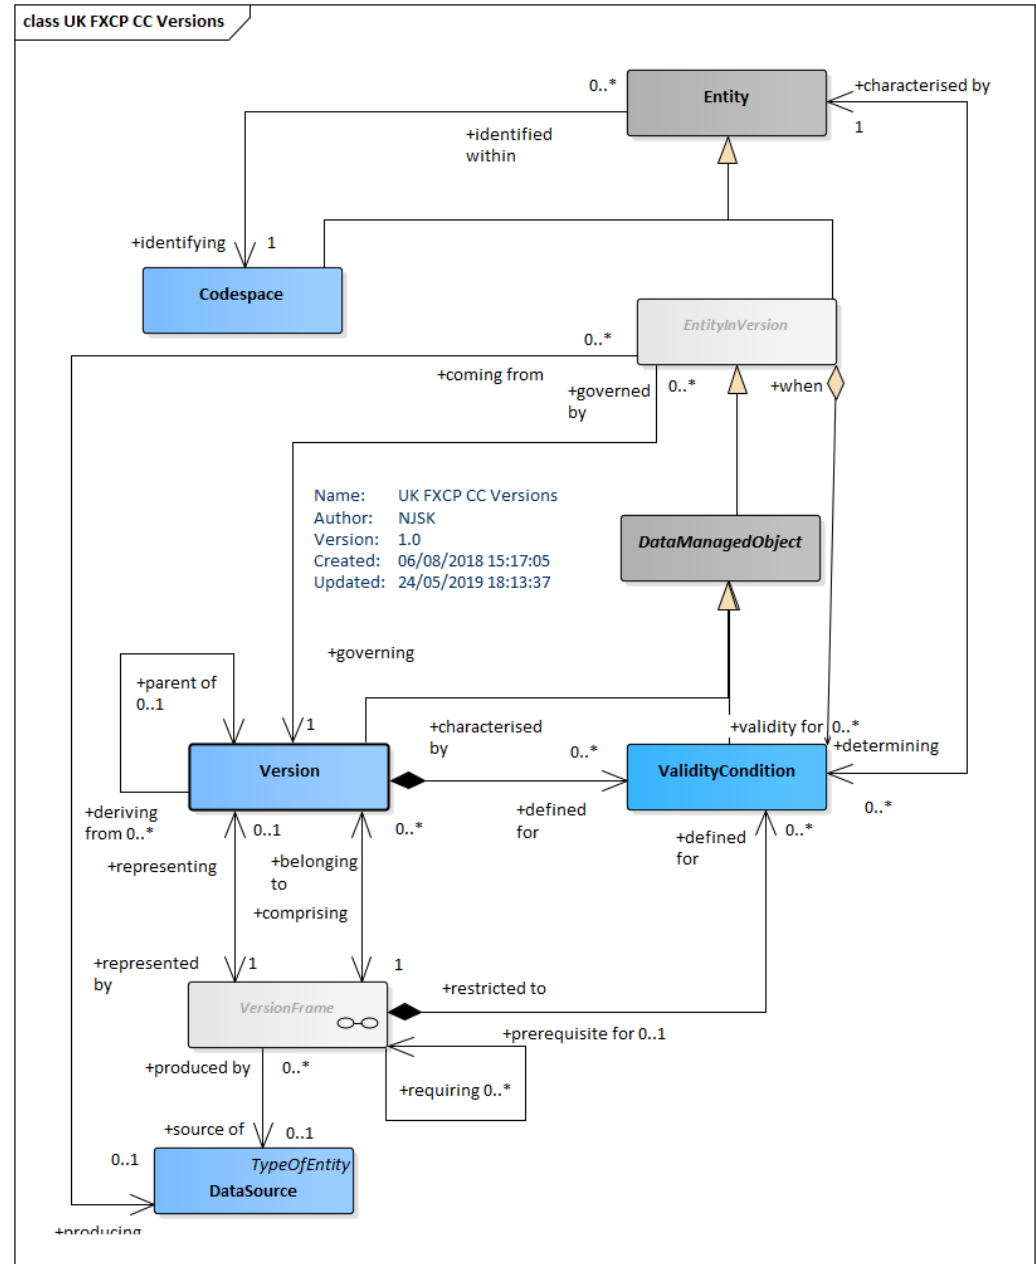 class UK FXCP CC Versions
0..*
Entity
+characterised by
1
+identified
within
+identifying
1
Codespace
EntityInVersion
0..*
+coming from
+governed
by
0..*
+when
Name: UK FXCP CC Versions
Author: NJSK
Version: 1.0
Created: 06/08/2018 15:17:05
Updated: 24/05/2019 18:13:37
DataManagedObject
+governing
+parent of
0..1
1
+characterised
by
0..*
+validity for 0..*
+determining
Version
ValidityCondition
+deriving
from 0..*
0..1
0..*
+defined
for
+defined
for
0..*
0..*
+representing
+belonging
to
+comprising
+represented
by
1
1
+restricted to
VersionFrame
+prerequisite for 0..1
+produced by
0..*
+requiring 0..*
+source of
0..1
0..1
TypeOfEntity
DataSource
+producing